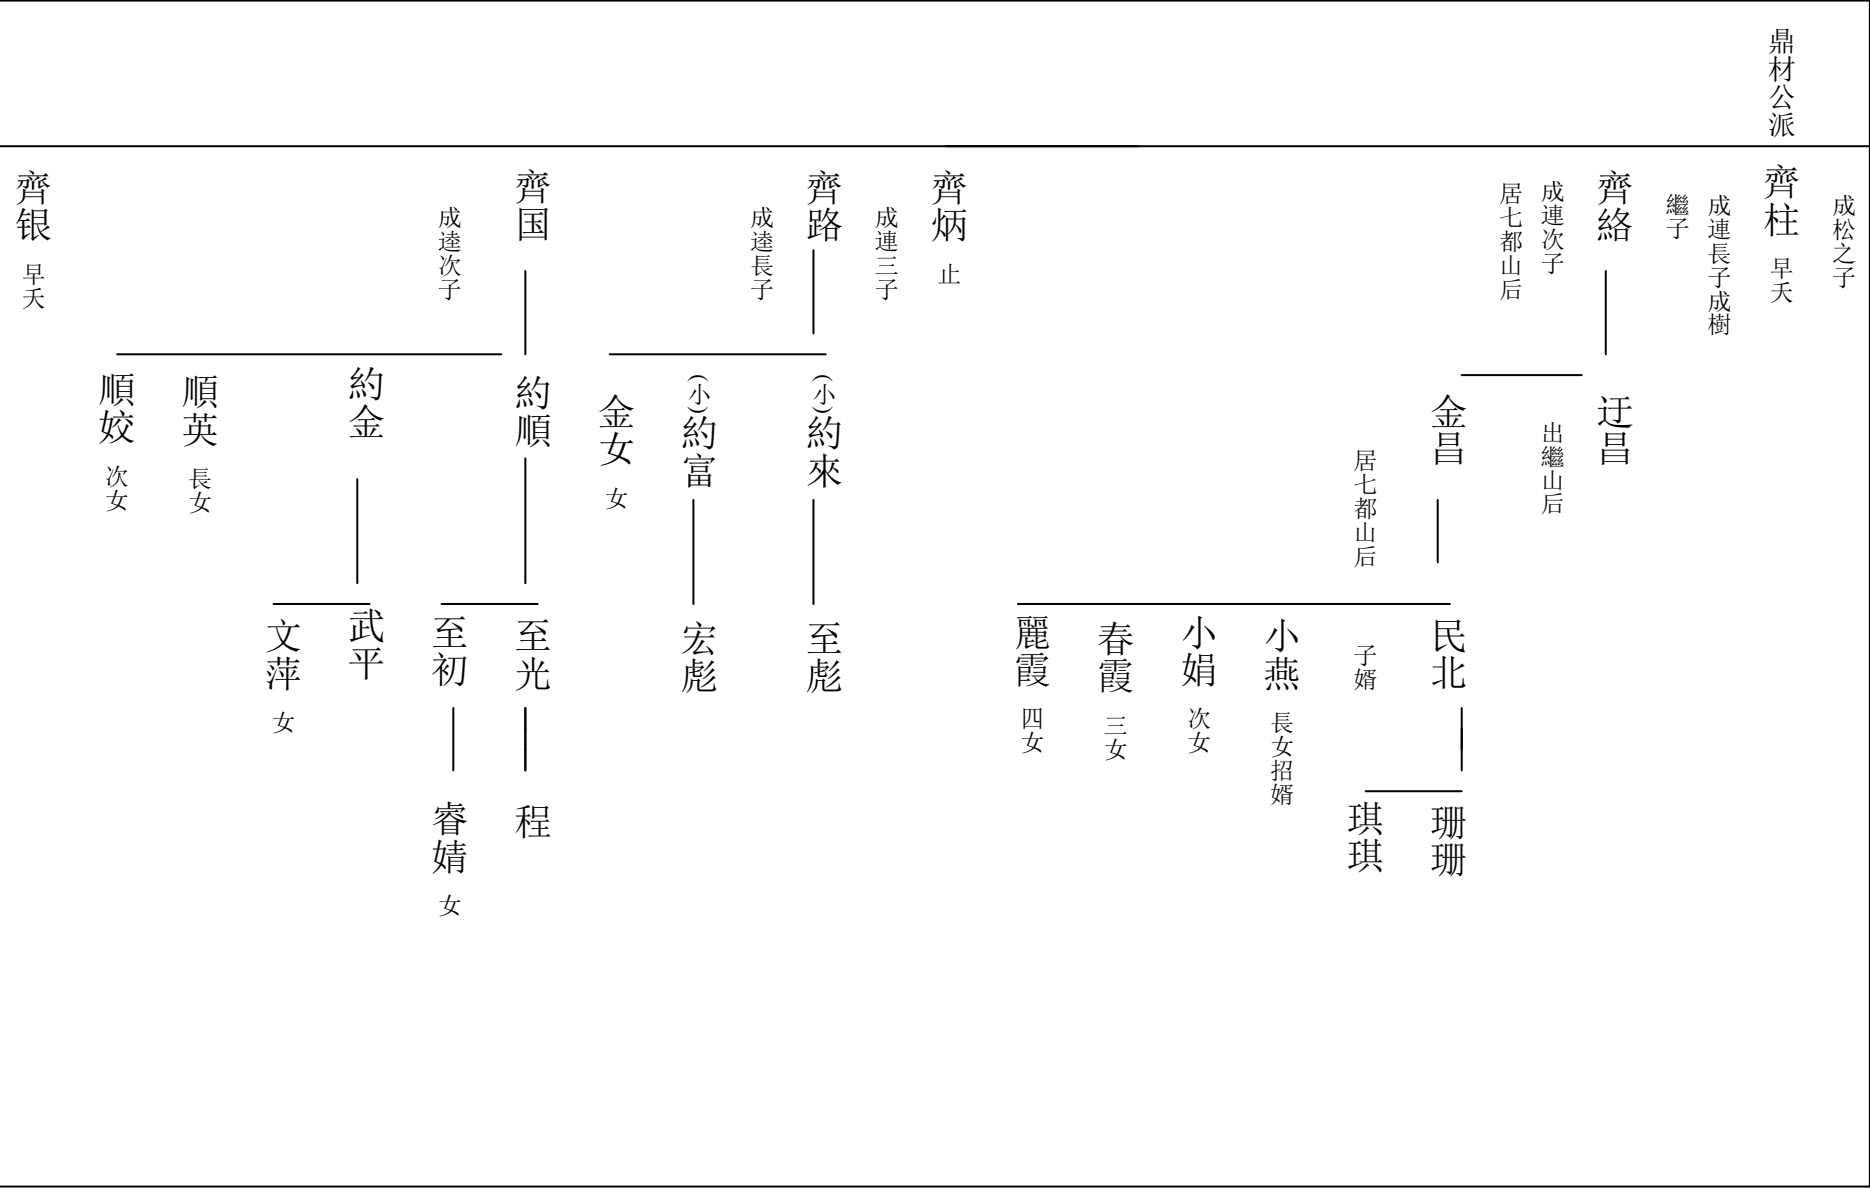 鼎材公派
成松之子
齊柱 早夭
成連長子成樹
繼子
齊絡
成連次子
居七都山后
迂昌
出繼山后
金昌
居七都山后
民北
子婿
珊珊
琪琪
小燕 長女招婿
小娟 次女
春霞 三女
麗霞 四女
齊炳 止
成連三子
齊路
成逵長子
(小)約來
至彪
(小)約富
宏彪
金女 女
齊国
成逵次子
約順
至光
程
至初
睿婧 女
約金
武平
文萍 女
順英 長女
順姣 次女
齊银 早夭